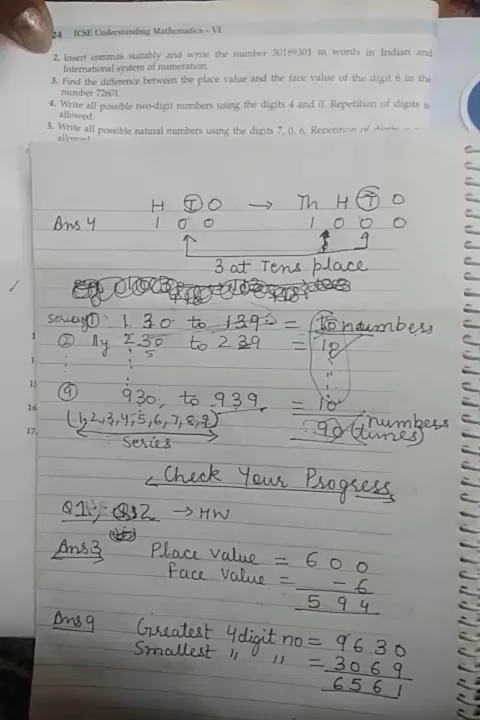 24 ICSE Understanding Mathematics – VI
2. Insert commas suitably and write the number 30189301 in words in Indian and
International system of numeration.
3. Find the difference between the place value and the face value of the digit 6 in the
number 72601.
4. Write all possible two-digit numbers using the digits 4 and 0. Repetition of digits is
allowed.
5. Write all possible natural numbers using the digits 7, 0, 6. Repetition of digits
allowed
H T O → Th H T O
Ans 4 1 0 0 1 0 0 0
3 at Tens place
series ① 130 to 139 = 10 numbers
② lly 230 to 239 = 10
⑨ 930 to 939 = 10
(1,2,3,4,5,6,7,8,9) 90 numbers
(times)
series
Check Your Progress
Q1, Q2 → HW
Ans 3 Place value = 600
Face value = - 6
594
Ans 9 Greatest 4 digit no = 9630
Smallest " " = 3069
6561
16
17.